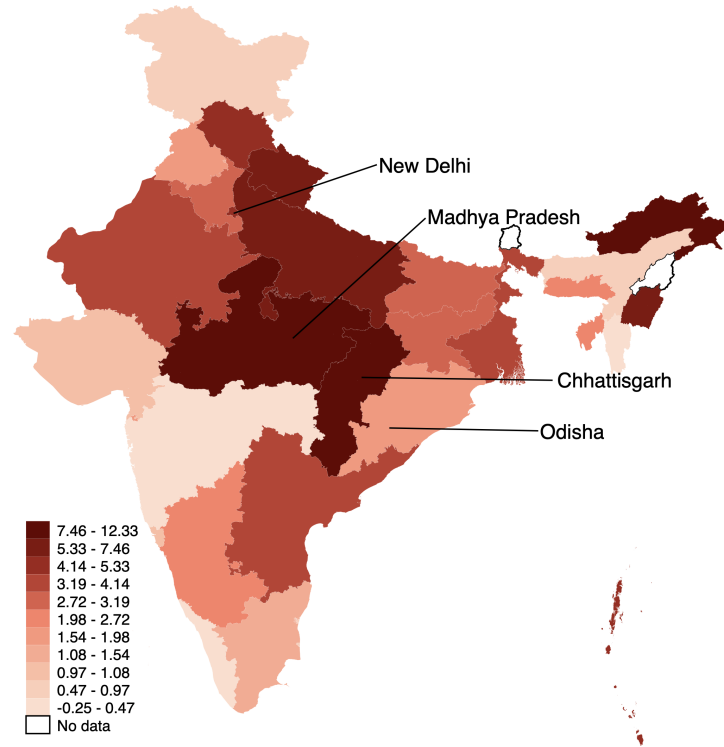 New Delhi
Madhya Pradesh
Chhattisgarh
Odisha
7.46 - 12.33
5.33 - 7.46
4.14 - 5.33
3.19 - 4.14
2.72 - 3.19
1.98 - 2.72
1.54 - 1.98
1.08 - 1.54
0.97 - 1.08
0.47 - 0.97
-0.25 - 0.47
No data